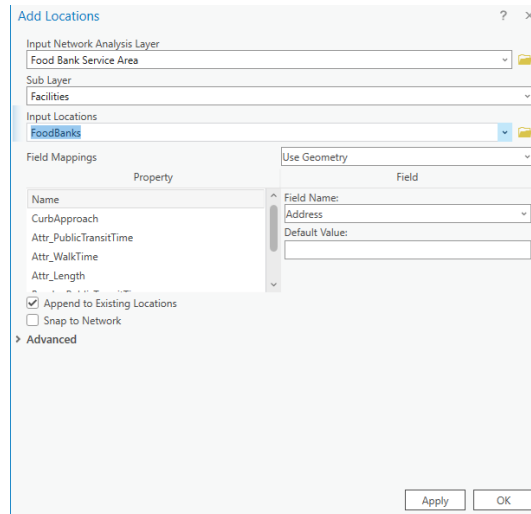 Add Locations ? ×
Input Network Analysis Layer
Food Bank Service Area
Sub Layer
Facilities
Input Locations
FoodBanks
Field Mappings Use Geometry
Property Field
Name Field Name:
CurbApproach Address
Attr_PublicTransitTime Default Value:
Attr_WalkTime
Attr_Length
Append to Existing Locations
Snap to Network
> Advanced
Apply OK